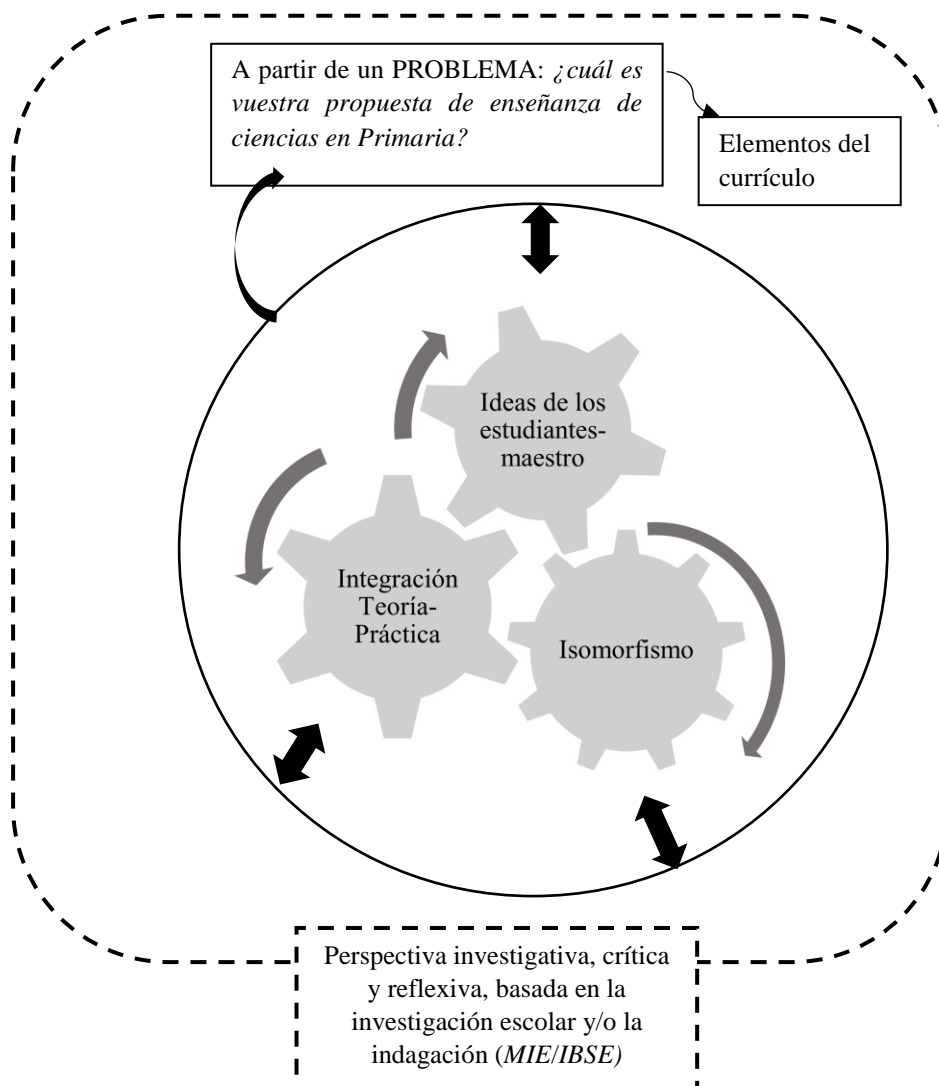 A partir de un PROBLEMA: ¿cuál es
vuestra propuesta de enseñanza de
ciencias en Primaria?
Elementos del
currículo
Ideas de los
estudiantes-
maestro
Integración
Teoría-
Práctica
Isomorfismo
Perspectiva investigativa, crítica
y reflexiva, basada en la
investigación escolar y/o la
indagación (MIE/IBSE)